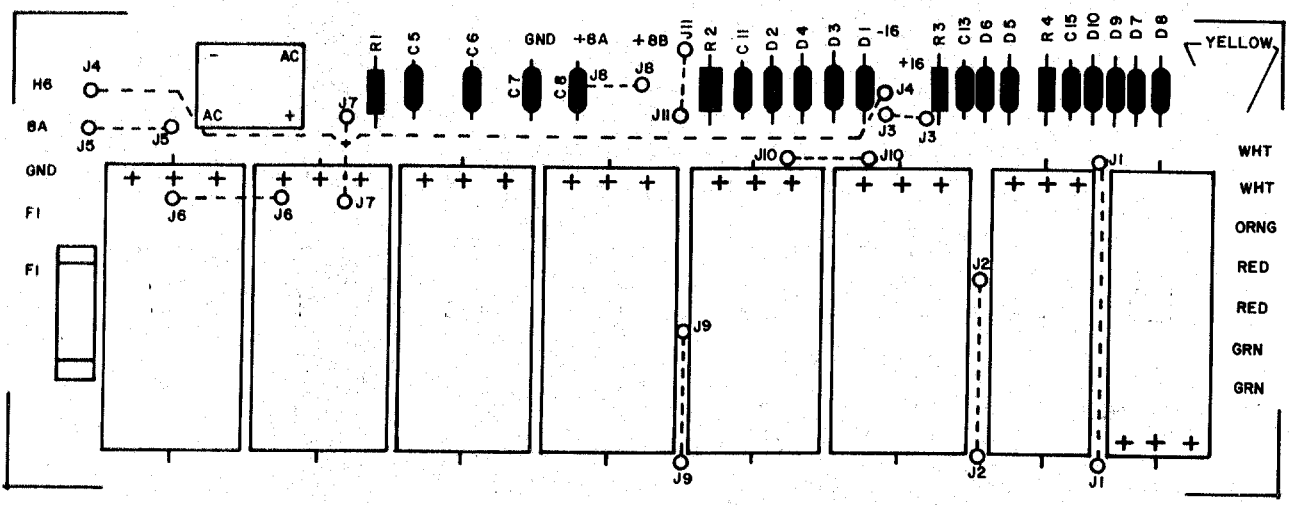 R1
C5
C6
GND
+8A
+8B
J11
R2
C11
D2
D4
D3
D1
-16
R3
C13
D6
D5
R4
C15
D10
D9
D7
D8
YELLOW
- AC
AC +
+16
H6
J4
C7
C8
J8
J8
J7
J11
J4
J3
J3
8A
J5
J5
J10
J10
J1
WHT
GND
+ + +
+ + +
+ + +
+ + +
+ + +
+ + +
+ + +
WHT
J6
J6
J7
F1
ORNG
F1
J2
RED
RED
J9
GRN
GRN
+ + +
J9
J2
J1